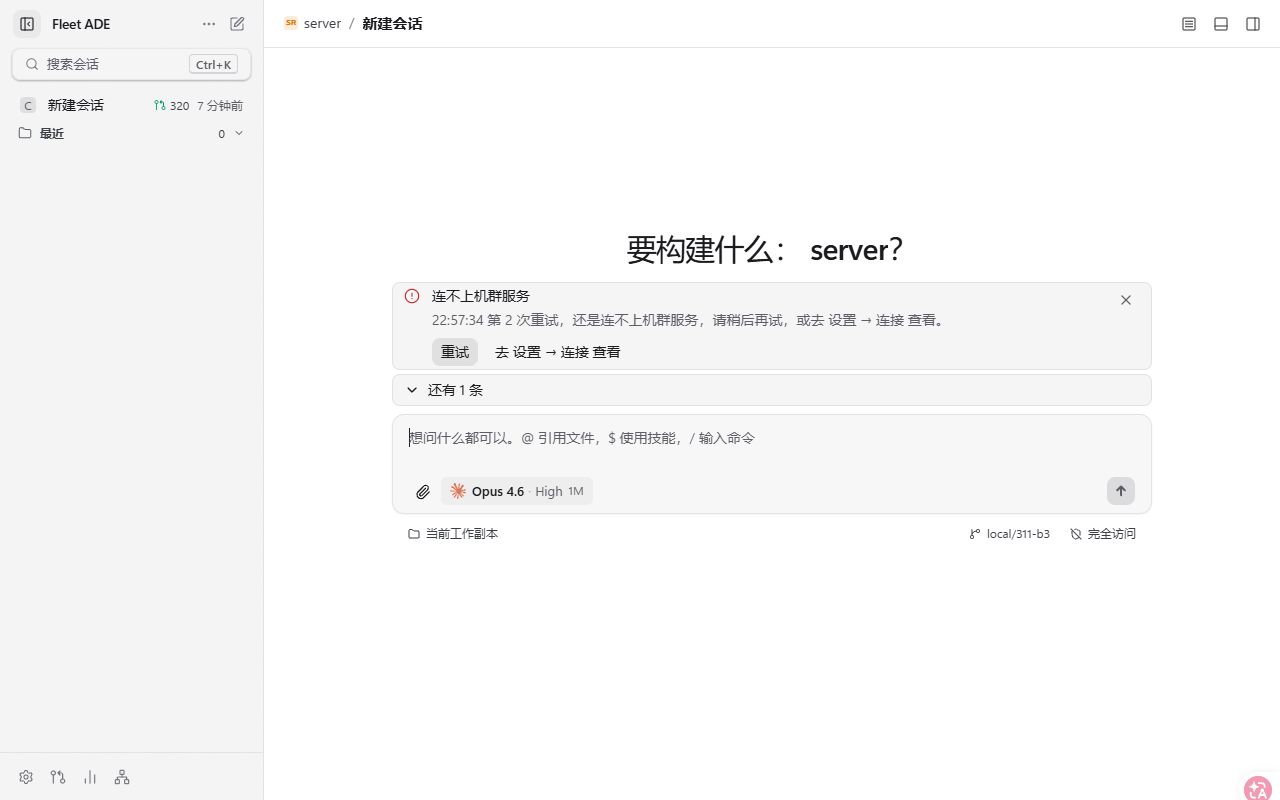 Fleet ADE
搜索会话 Ctrl+K
C 新建会话 320 7 分钟前
最近 0
SR server / 新建会话
要构建什么： server？
连不上机群服务
22:57:34 第 2 次重试，还是连不上机群服务，请稍后再试，或去 设置 → 连接 查看。
重试 去 设置 → 连接 查看
还有 1 条
想问什么都可以。@ 引用文件，$ 使用技能，/ 输入命令
Opus 4.6 · High 1M
当前工作副本 local/311-b3 完全访问